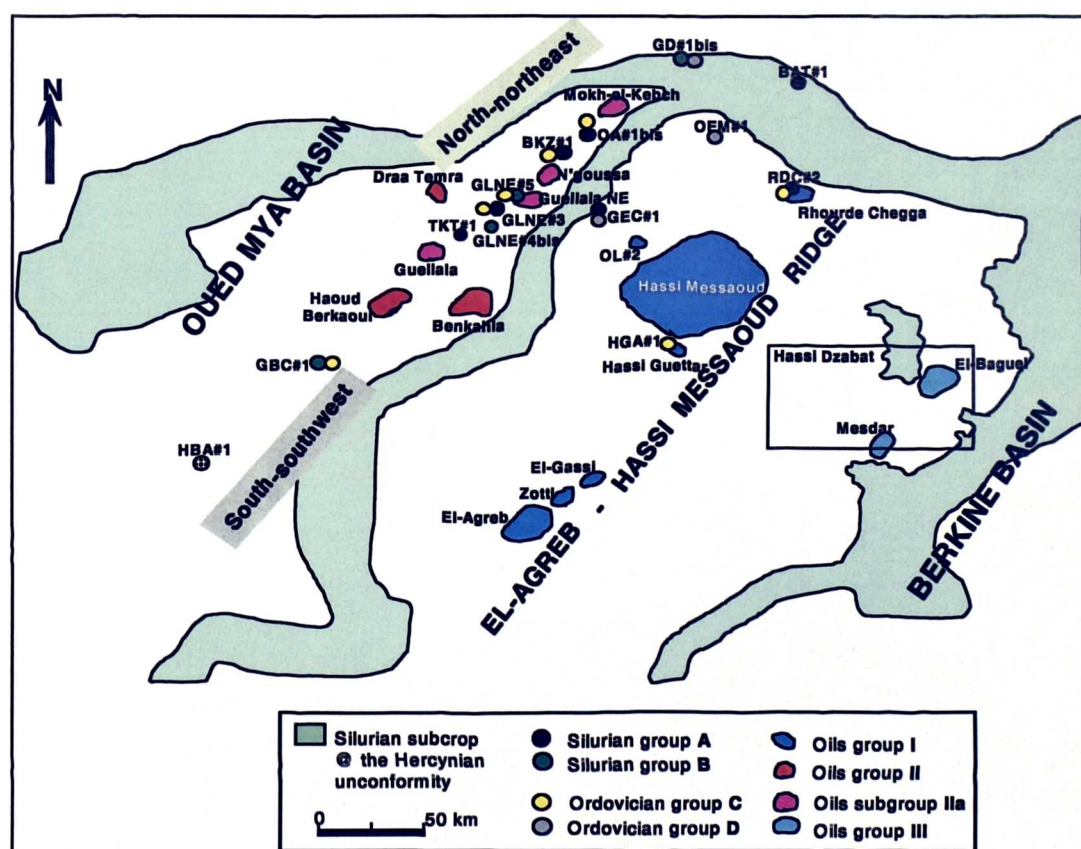 GD#1bis
BAT#1
North-northeast
N
Mokh-el-Kebch
OUED MYA BASIN
OA#1bis
OEM#1
BKZ#1
Draa Temra
N'goussa
RDC#2
GLNE#5
Guellala NE
Rhourde Chegga
TKT#1
GLNE#3
GEC#1
GLNE#4bis
OL#2
Guellala
Hassi Messaoud
Haoud
Berkaoui
Benkahla
HGA#1
Hassi Guettar
Hassi Dzabat
El-Baguel
GBC#1
EL-AGREB - HASSI MESSAOUD RIDGE
Mesdar
South-southwest
HBA#1
El-Gassi
Zotti
El-Agreb
BERKINE BASIN
Silurian subcrop
@ the Hercynian
unconformity
0 50 km
Silurian group A
Silurian group B
Ordovician group C
Ordovician group D
Oils group I
Oils group II
Oils subgroup IIa
Oils group III